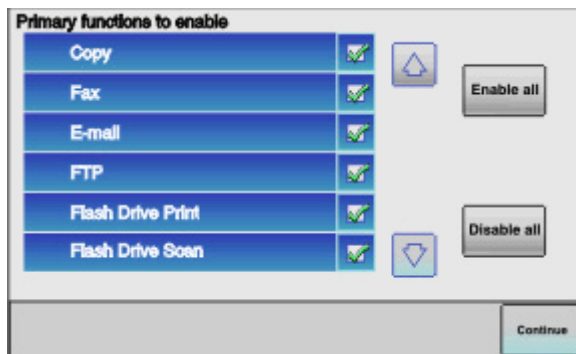 Primary functions to enable
Copy
Fax
E-mail
FTP
Flash Drive Print
Flash Drive Scan
Enable all
Disable all
Continue